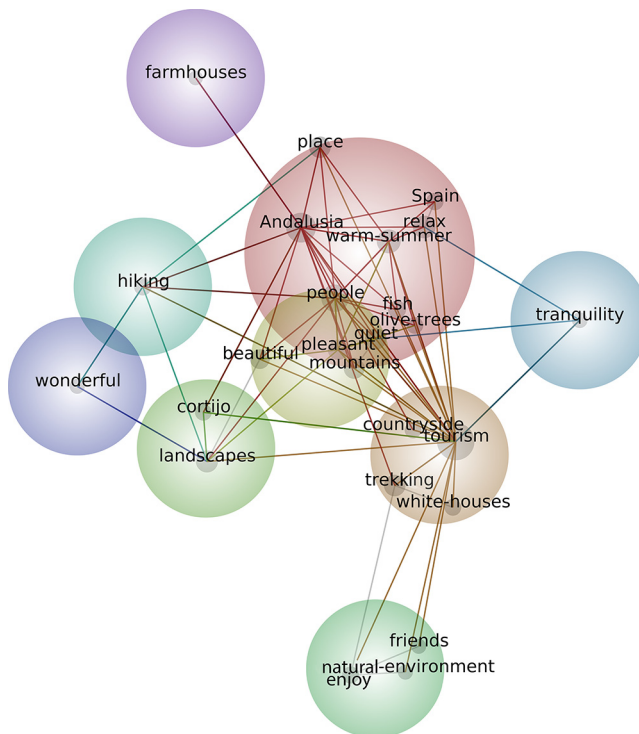 farmhouses
place
Spain
Andalusia
relax
warm-summer
hiking
people
fish
tranquility
olive-trees
quiet
pleasant
beautiful
mountains
wonderful
cortijo
countryside
tourism
landscapes
trekking
white-houses
friends
natural-environment
enjoy